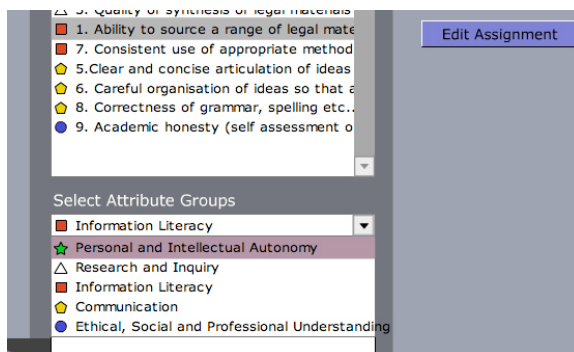 3. Quality of synthesis of legal materials
1. Ability to source a range of legal mate
7. Consistent use of appropriate method
5.Clear and concise articulation of ideas
6. Careful organisation of ideas so that a
8. Correctness of grammar, spelling etc..
9. Academic honesty (self assessment o
Edit Assignment
Select Attribute Groups
Information Literacy
Personal and Intellectual Autonomy
Research and Inquiry
Information Literacy
Communication
Ethical, Social and Professional Understanding